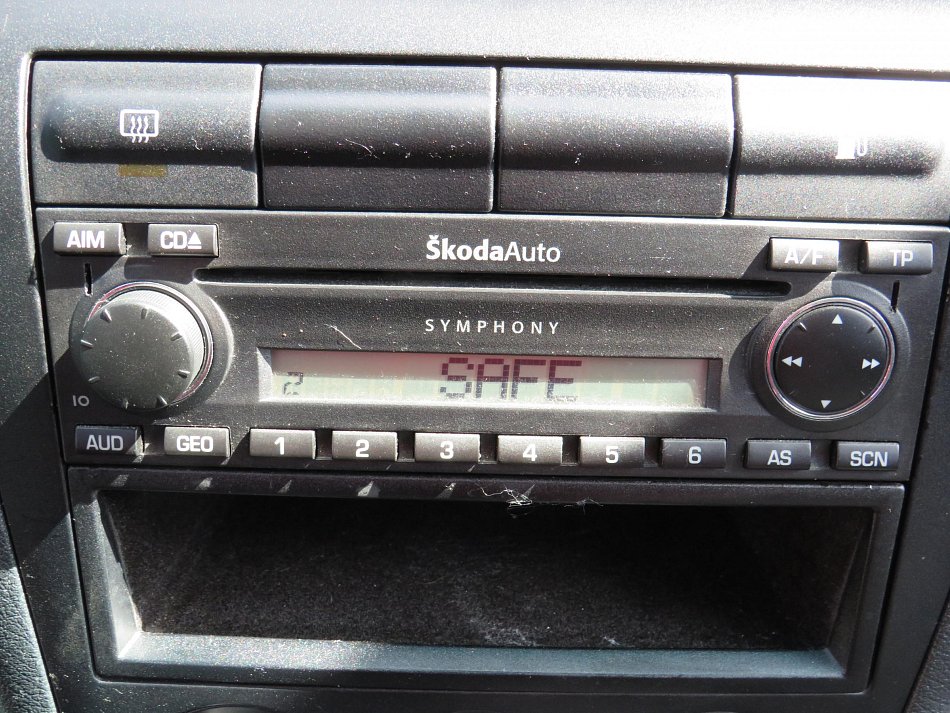 AIM CD ŠkodaAuto A/F TP
SYMPHONY
2 SAFE
AUD GEO 1 2 3 4 5 6 AS SCN